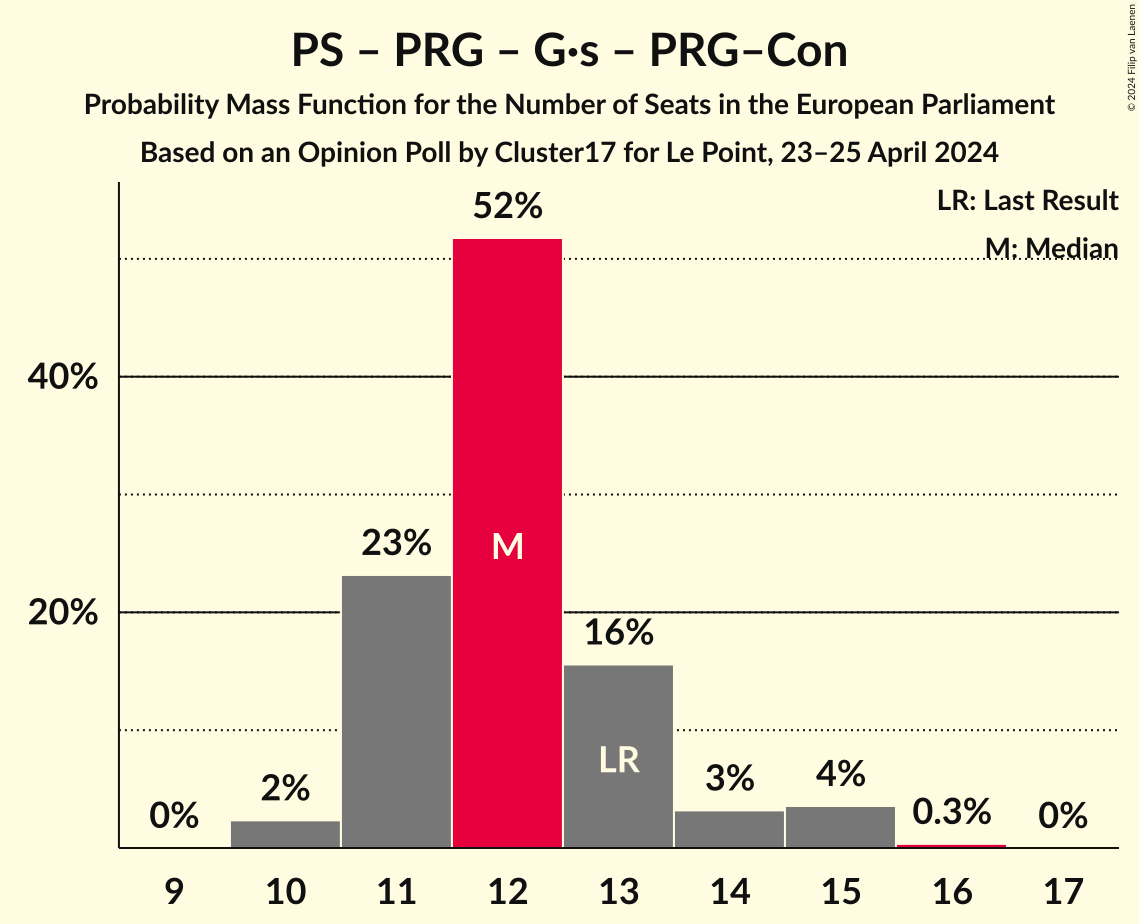 PS – PRG – G·s – PRG–Con
Probability Mass Function for the Number of Seats in the European Parliament
Based on an Opinion Poll by Cluster17 for Le Point, 23–25 April 2024
© 2024 Filip van Laenen
LR: Last Result
M: Median
52%
40%
23%
M
20%
16%
LR
4%
3%
2%
0.3%
0%
0%
9 10 11 12 13 14 15 16 17